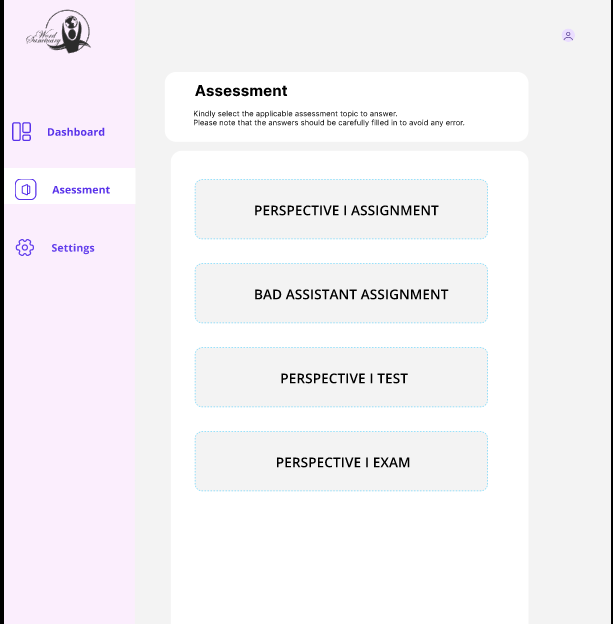 Word
Sanctuary
Dashboard
Asessment
Settings
Assessment
Kindly select the applicable assessment topic to answer.
Please note that the answers should be carefully filled in to avoid any error.
PERSPECTIVE I ASSIGNMENT
BAD ASSISTANT ASSIGNMENT
PERSPECTIVE I TEST
PERSPECTIVE I EXAM